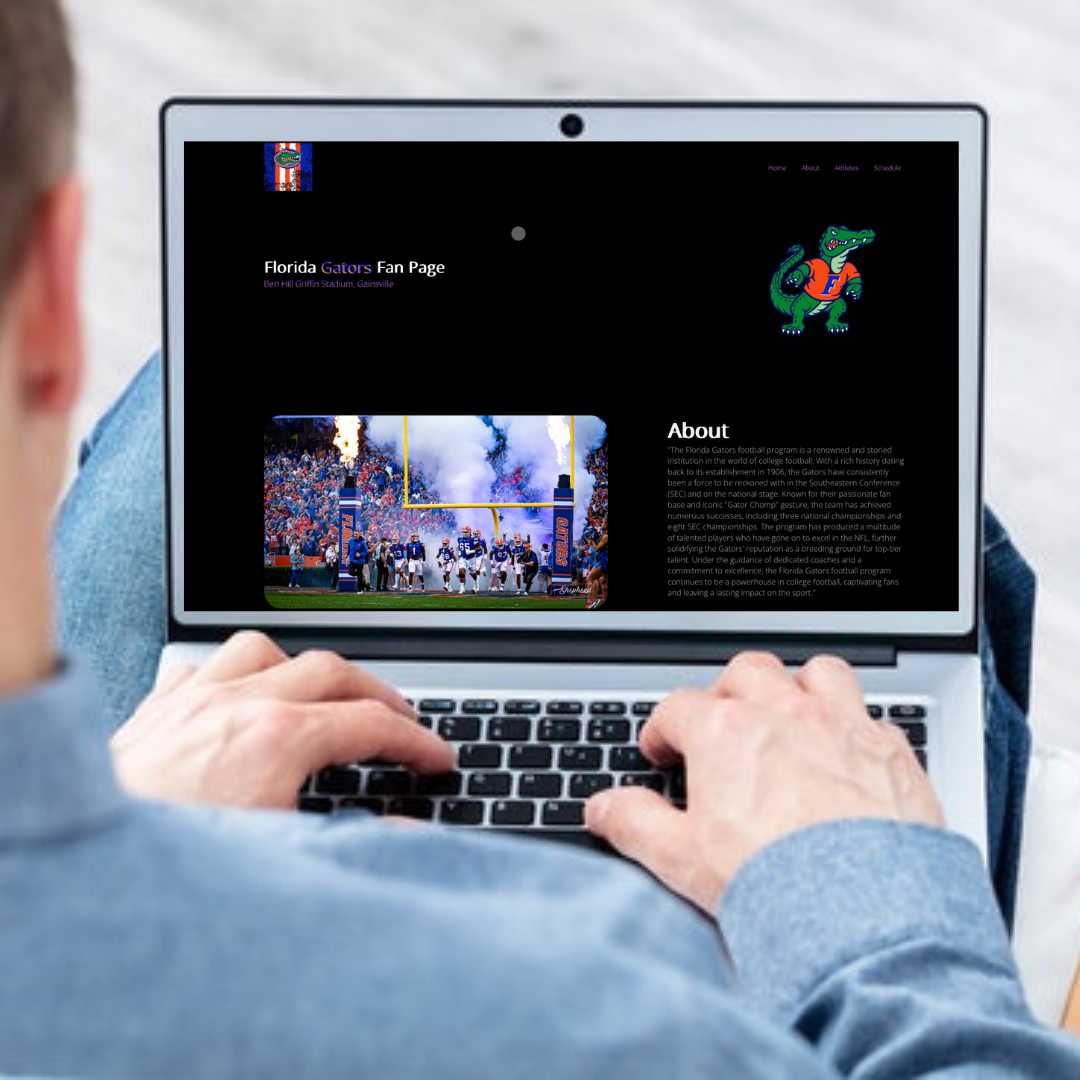 Home About Athletes Schedule
Florida Gators Fan Page
Ben Hill Griffin Stadium, Gainsville
F
FLORIDA
GATORS
About
"The Florida Gators football program is a renowned and storied
institution in the world of college football. With a rich history dating
back to its establishment in 1906, the Gators have consistently
been a force to be reckoned with in the Southeastern Conference
(SEC) and on the national stage. Known for their passionate fan
base and iconic "Gator Chomp" gesture, the team has achieved
numerous successes, including three national championships and
eight SEC championships. The program has produced a multitude
of talented players who have gone on to excel in the NFL, further
solidifying the Gators' reputation as a breeding ground for top-tier
talent. Under the guidance of dedicated coaches and a
commitment to excellence, the Florida Gators football program
continues to be a powerhouse in college football, captivating fans
and leaving a lasting impact on the sport."